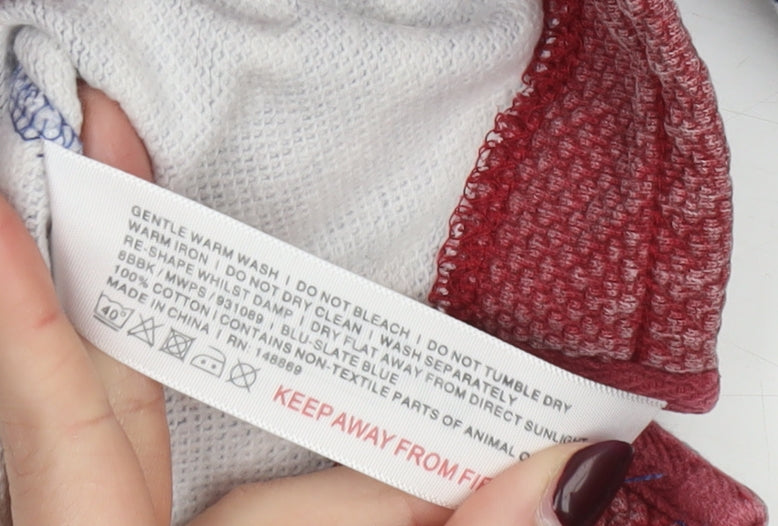 GENTLE WARM WASH | DO NOT BLEACH | DO NOT TUMBLE DRY
WARM IRON | DO NOT DRY CLEAN | WASH SEPARATELY
RE-SHAPE WHILST DAMP | DRY FLAT AWAY FROM DIRECT SUNLIGHT
8BBK / MWPS / 931089 | BLU-SLATE BLUE
100% COTTON | CONTAINS NON-TEXTILE PARTS OF ANIMAL
MADE IN CHINA | RN: 148869
40°
KEEP AWAY FROM